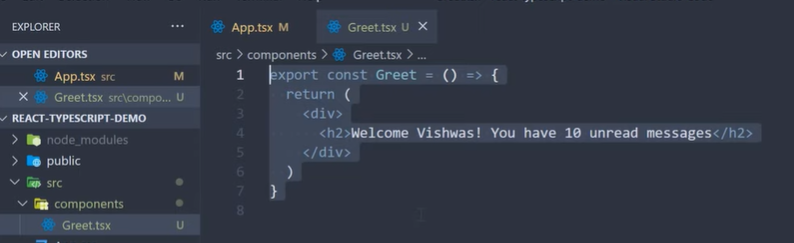 EXPLORER
OPEN EDITORS
App.tsx src M
Greet.tsx src\compo... U
REACT-TYPESCRIPT-DEMO
node_modules
public
src
components
Greet.tsx U
App.tsx M
Greet.tsx U
src > components > Greet.tsx > ...
1 export const Greet = () => {
2 return (
3 <div>
4 <h2>Welcome Vishwas! You have 10 unread messages</h2>
5 </div>
6 )
7 }
8